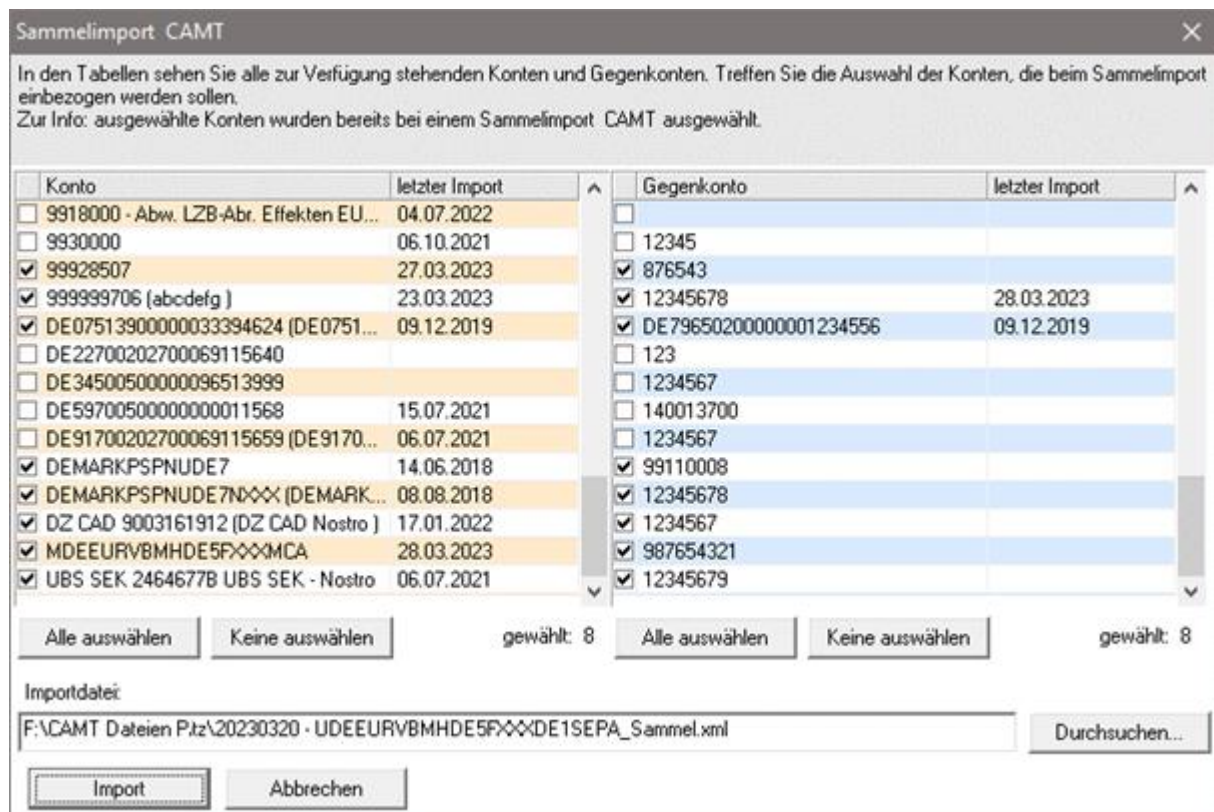 Sammelimport CAMT
In den Tabellen sehen Sie alle zur Verfügung stehenden Konten und Gegenkonten. Treffen Sie die Auswahl der Konten, die beim Sammelimport
einbezogen werden sollen.
Zur Info: ausgewählte Konten wurden bereits bei einem Sammelimport CAMT ausgewählt.
Konto letzter Import
9918000 - Abw. LZB-Abr. Effekten EU... 04.07.2022
9930000 06.10.2021
99928507 27.03.2023
999999706 (abcdefg ) 23.03.2023
DE07513900000033394624 (DE0751... 09.12.2019
DE22700202700069115640
DE34500500000096513999
DE59700500000000011568 15.07.2021
DE91700202700069115659 (DE9170... 06.07.2021
DEMARKPSPNUDE7 14.06.2018
DEMARKPSPNUDE7NXXX (DEMARK... 08.08.2018
DZ CAD 9003161912 (DZ CAD Nostro ) 17.01.2022
MDEEURVBMHDE5FXXXMCA 28.03.2023
UBS SEK 2464677B UBS SEK - Nostro 06.07.2021
Alle auswählen Keine auswählen gewählt: 8
Gegenkonto letzter Import
12345
876543
12345678 28.03.2023
DE79650200000001234556 09.12.2019
123
1234567
140013700
1234567
99110008
12345678
1234567
987654321
12345679
Alle auswählen Keine auswählen gewählt: 8
Importdatei:
F:\CAMT Dateien P.tz\20230320 - UDEEURVBMHDE5FXXXDE1SEPA_Sammel.xml Durchsuchen...
Import Abbrechen